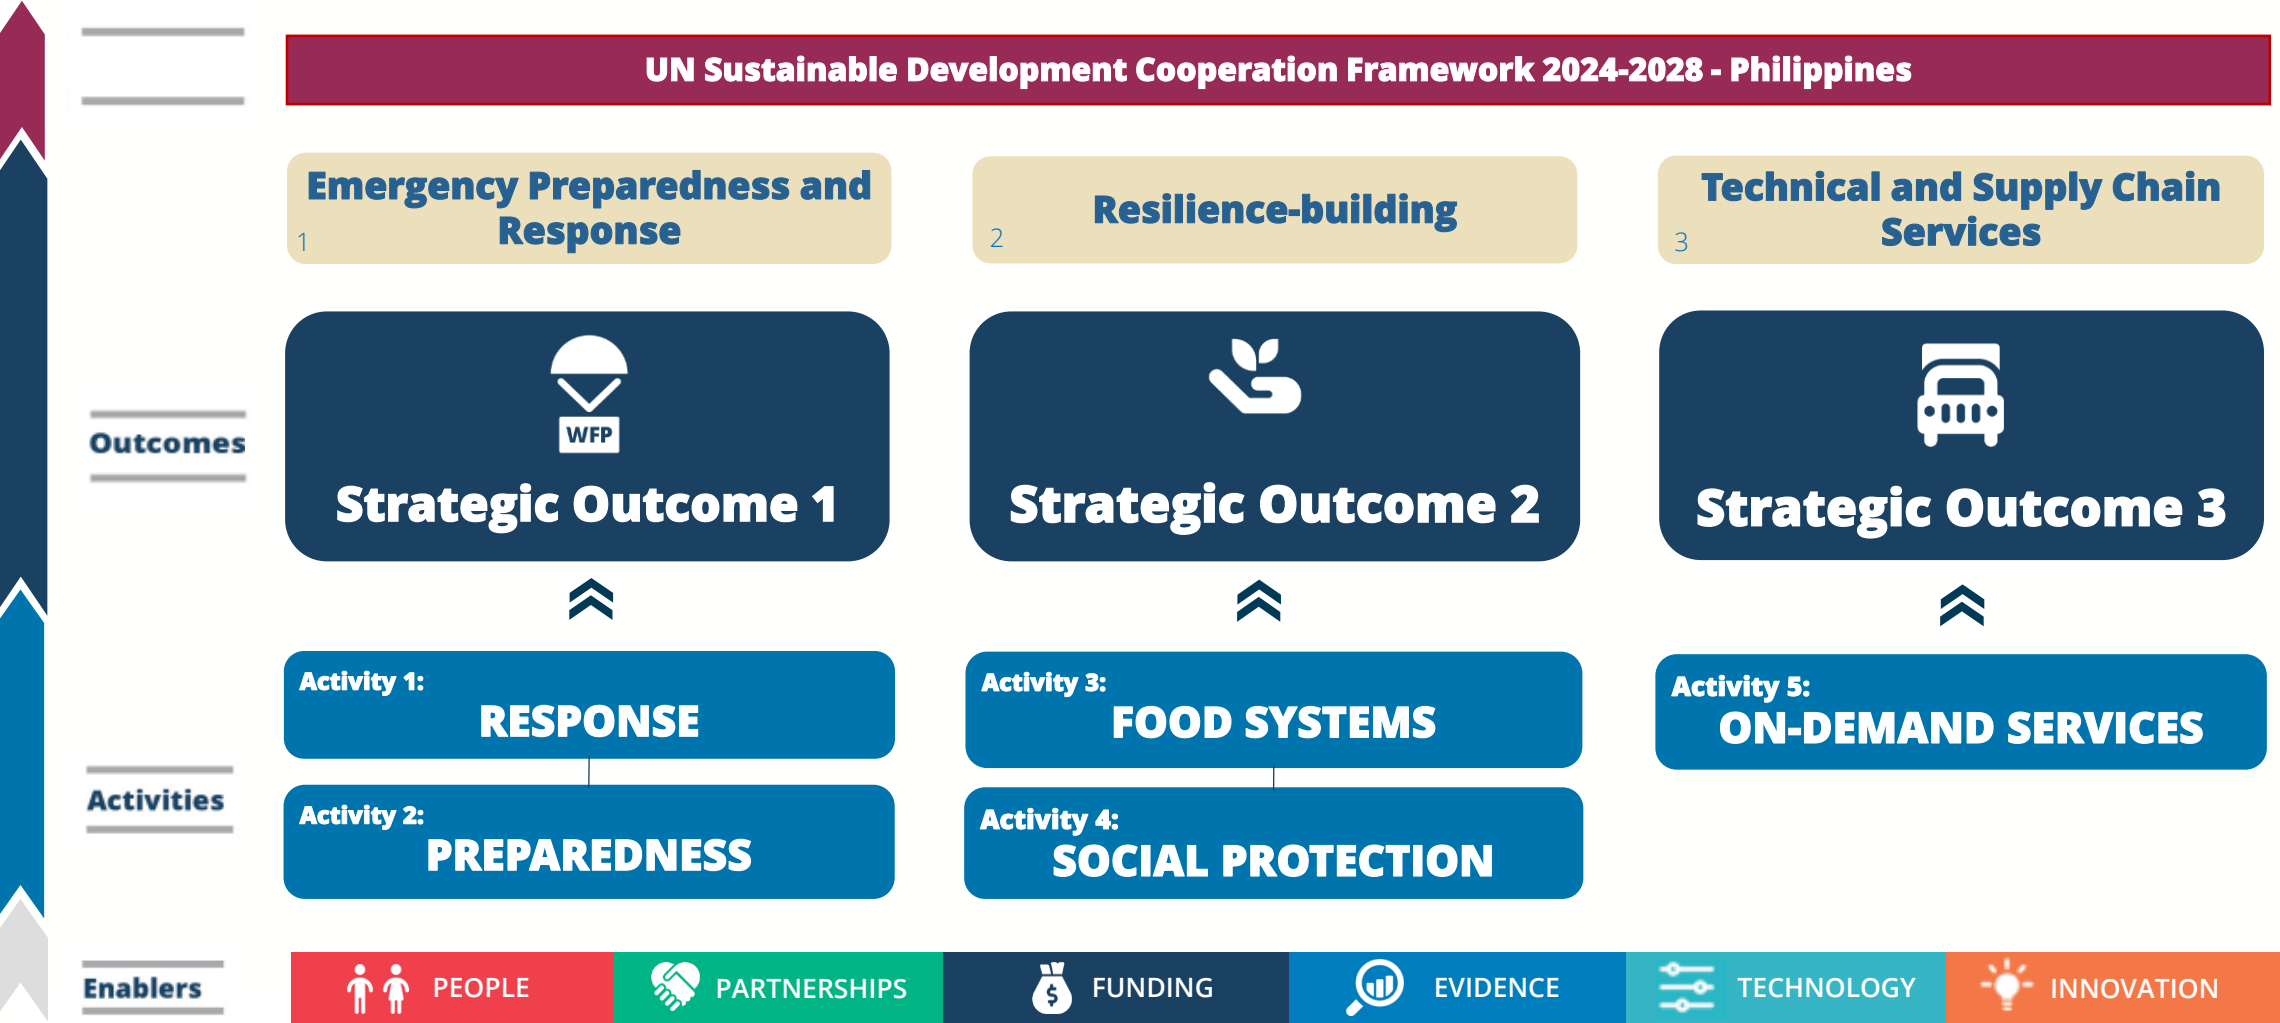 UN Sustainable Development Cooperation Framework 2024-2028 - Philippines
Emergency Preparedness and
Response
1
Resilience-building
2
Technical and Supply Chain
Services
3
Outcomes
WFP
Strategic Outcome 1
Strategic Outcome 2
Strategic Outcome 3
Activities
Activity 1:
RESPONSE
Activity 2:
PREPAREDNESS
Activity 3:
FOOD SYSTEMS
Activity 4:
SOCIAL PROTECTION
Activity 5:
ON-DEMAND SERVICES
Enablers
PEOPLE
PARTNERSHIPS
$
FUNDING
EVIDENCE
TECHNOLOGY
INNOVATION